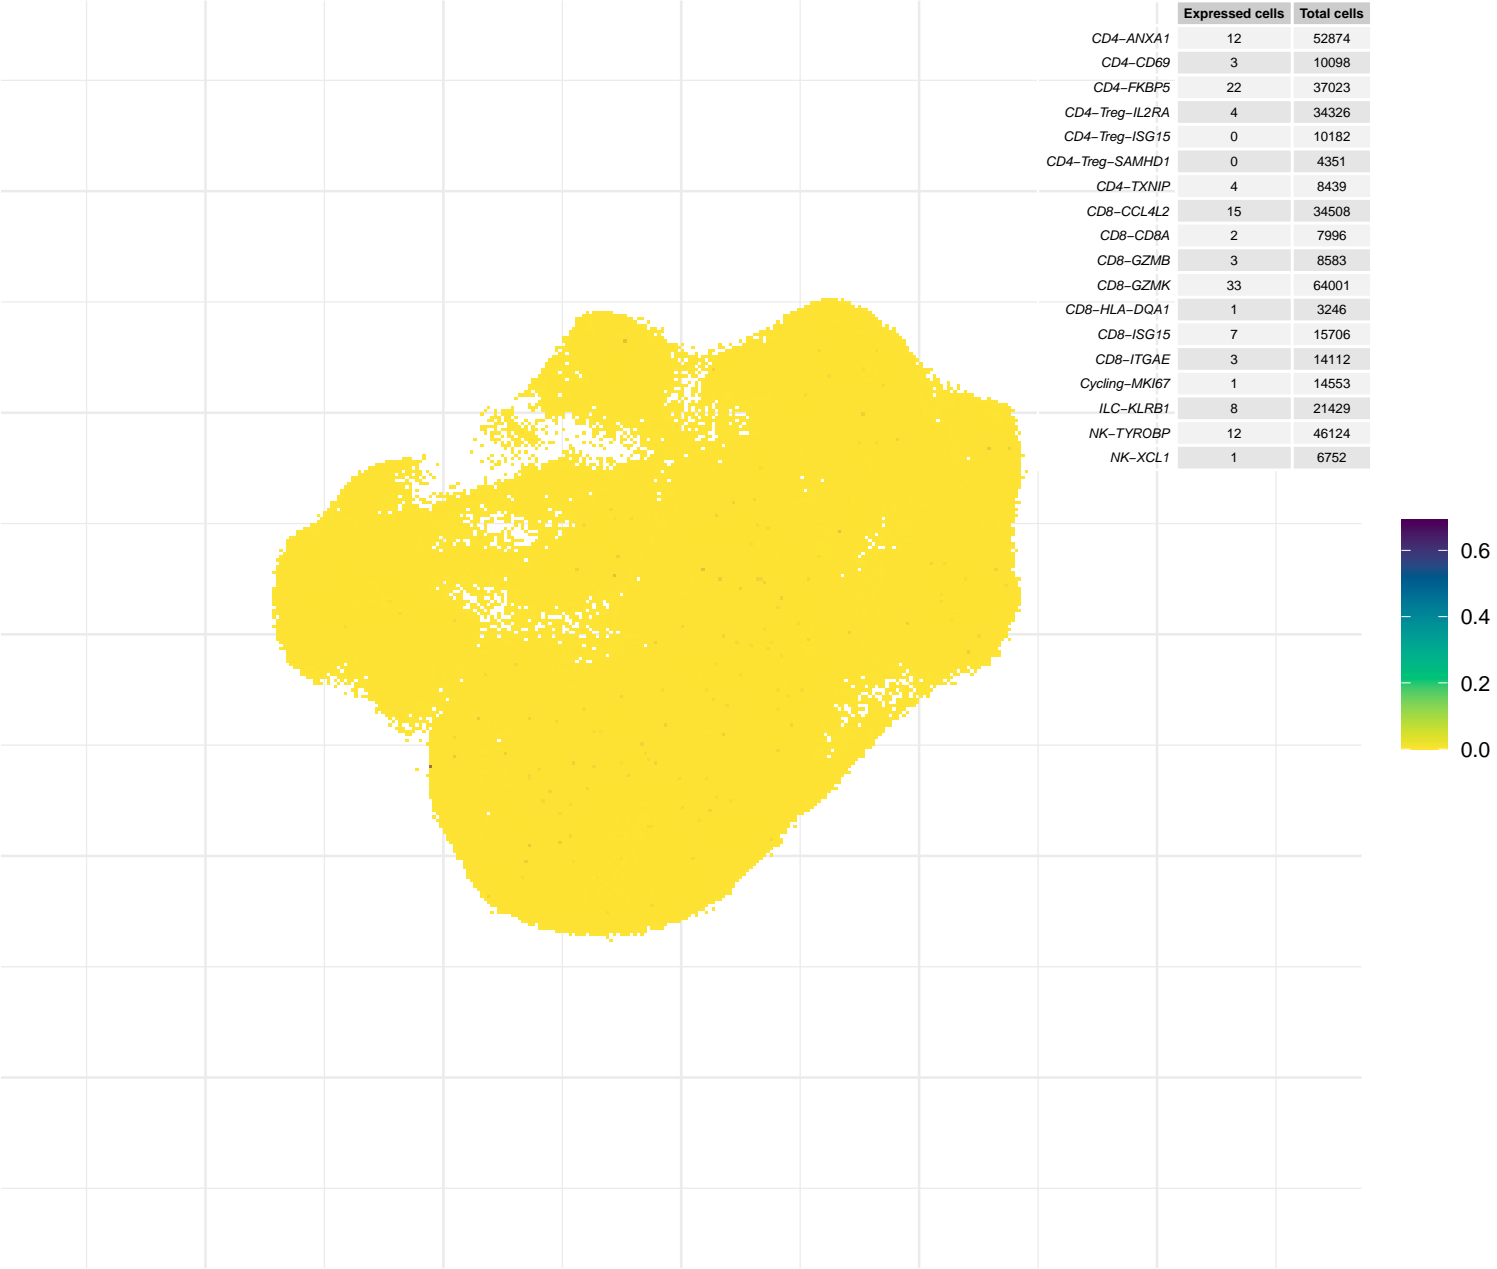 Expressed cells Total cells
CD4−ANXA1 12 52874
CD4−CD69 3 10098
CD4−FKBP5 22 37023
CD4−Treg−IL2RA 4 34326
CD4−Treg−ISG15 0 10182
CD4−Treg−SAMHD1 0 4351
CD4−TXNIP 4 8439
CD8−CCL4L2 15 34508
CD8−CD8A 2 7996
CD8−GZMB 3 8583
CD8−GZMK 33 64001
CD8−HLA−DQA1 1 3246
CD8−ISG15 7 15706
CD8−ITGAE 3 14112
Cycling−MKI67 1 14553
ILC−KLRB1 8 21429
NK−TYROBP 12 46124
NK−XCL1 1 6752
0.6
0.4
0.2
0.0